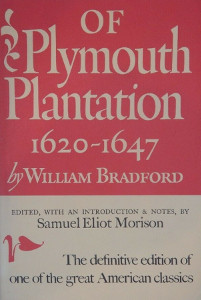 OF
Plymouth
Plantation
1620-1647
by WILLIAM BRADFORD
EDITED, WITH AN INTRODUCTION & NOTES, BY
Samuel Eliot Morison
The definitive edition of
one of the great American classics